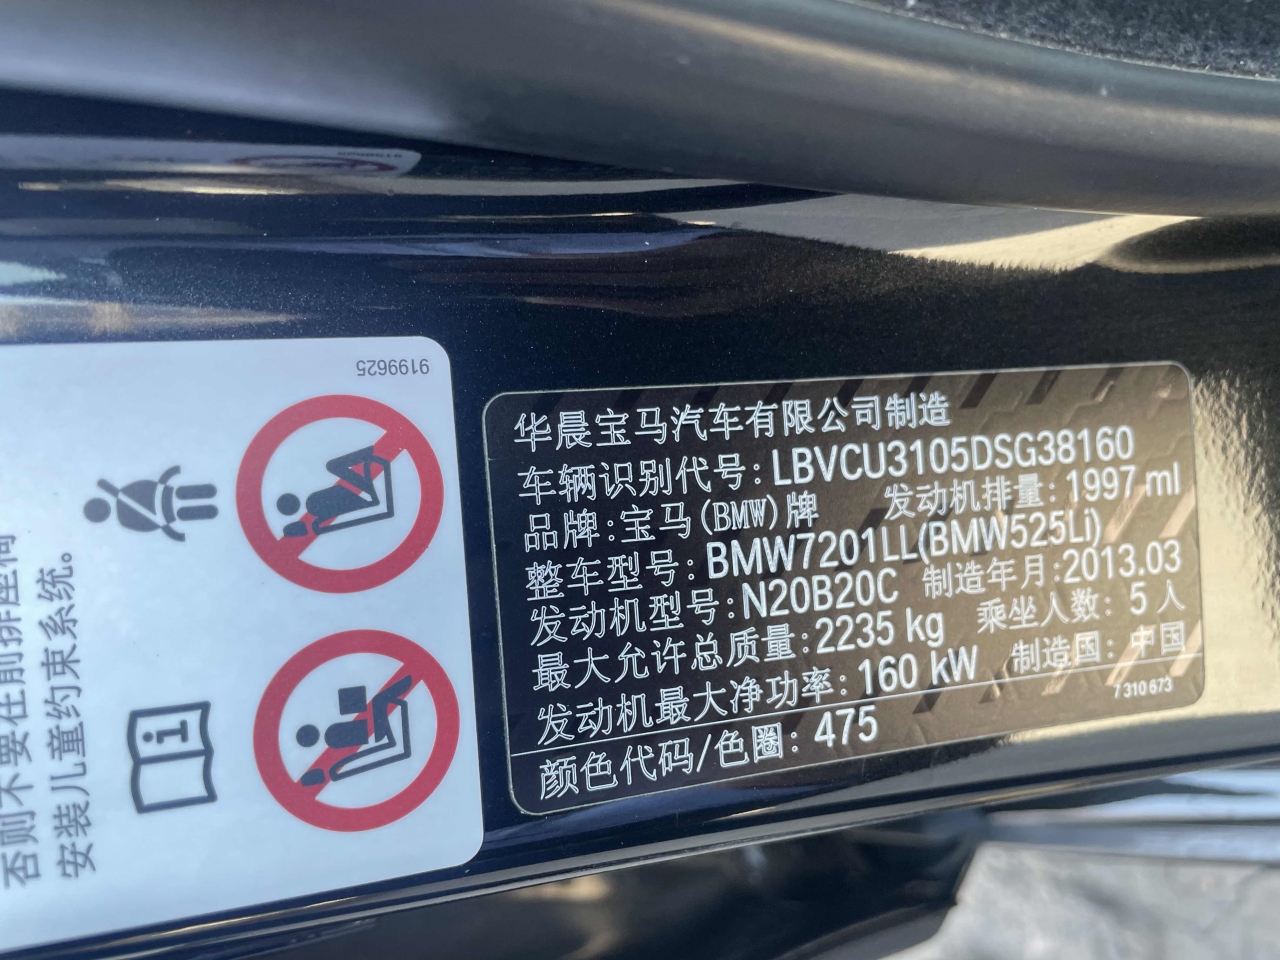 9199625
否则不要在前排座椅
安装儿童约束系统。
华晨宝马汽车有限公司制造
车辆识别代号: LBVCU3105DSG38160
品牌:宝马(BMW)牌 发动机排量: 1997 ml
整车型号: BMW7201LL(BMW525Li)
发动机型号: N20B20C 制造年月:2013.03
最大允许总质量: 2235 kg 乘坐人数: 5 人
发动机最大净功率: 160 kW 制造国: 中国
7 310 673
颜色代码/色圈: 475